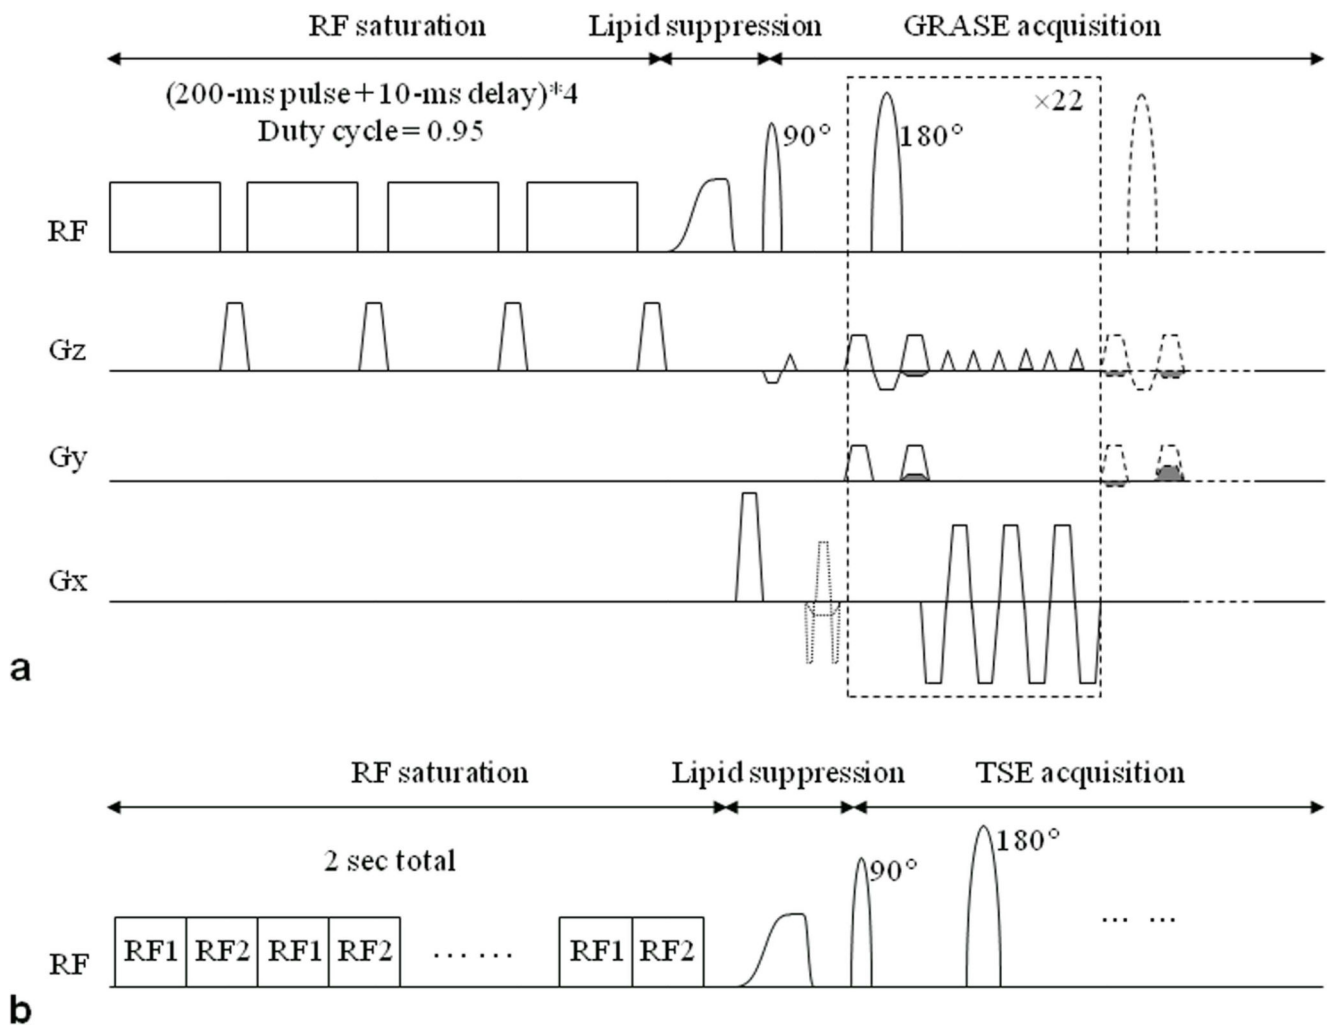 RF saturation Lipid suppression GRASE acquisition
(200-ms pulse+10-ms delay)*4
Duty cycle= 0.95
×22
90° 180°
RF
Gz
Gy
Gx
a
RF saturation Lipid suppression TSE acquisition
2 sec total
90° 180°
... ...
RF RF1 RF2 RF1 RF2 ... ... RF1 RF2
b